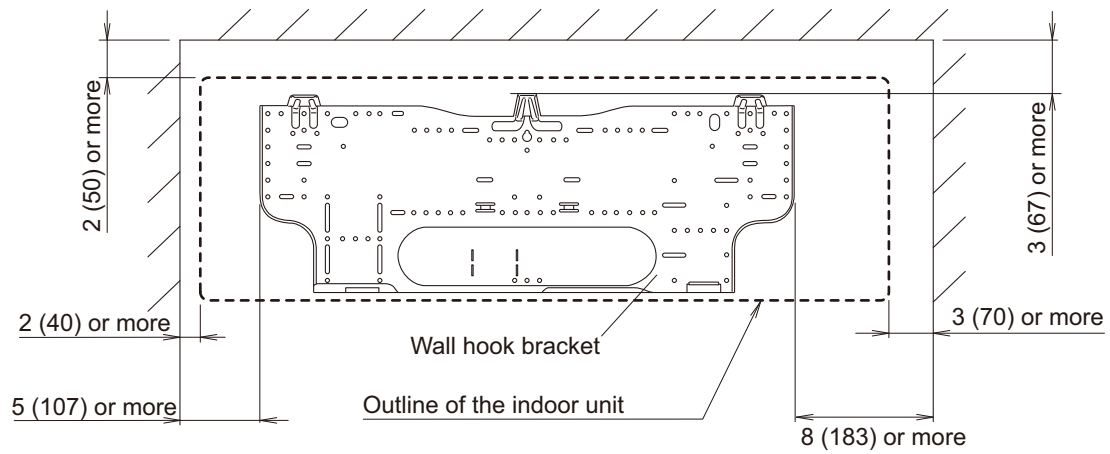 2 (50) or more
3 (67) or more
2 (40) or more
3 (70) or more
Wall hook bracket
5 (107) or more
Outline of the indoor unit
8 (183) or more